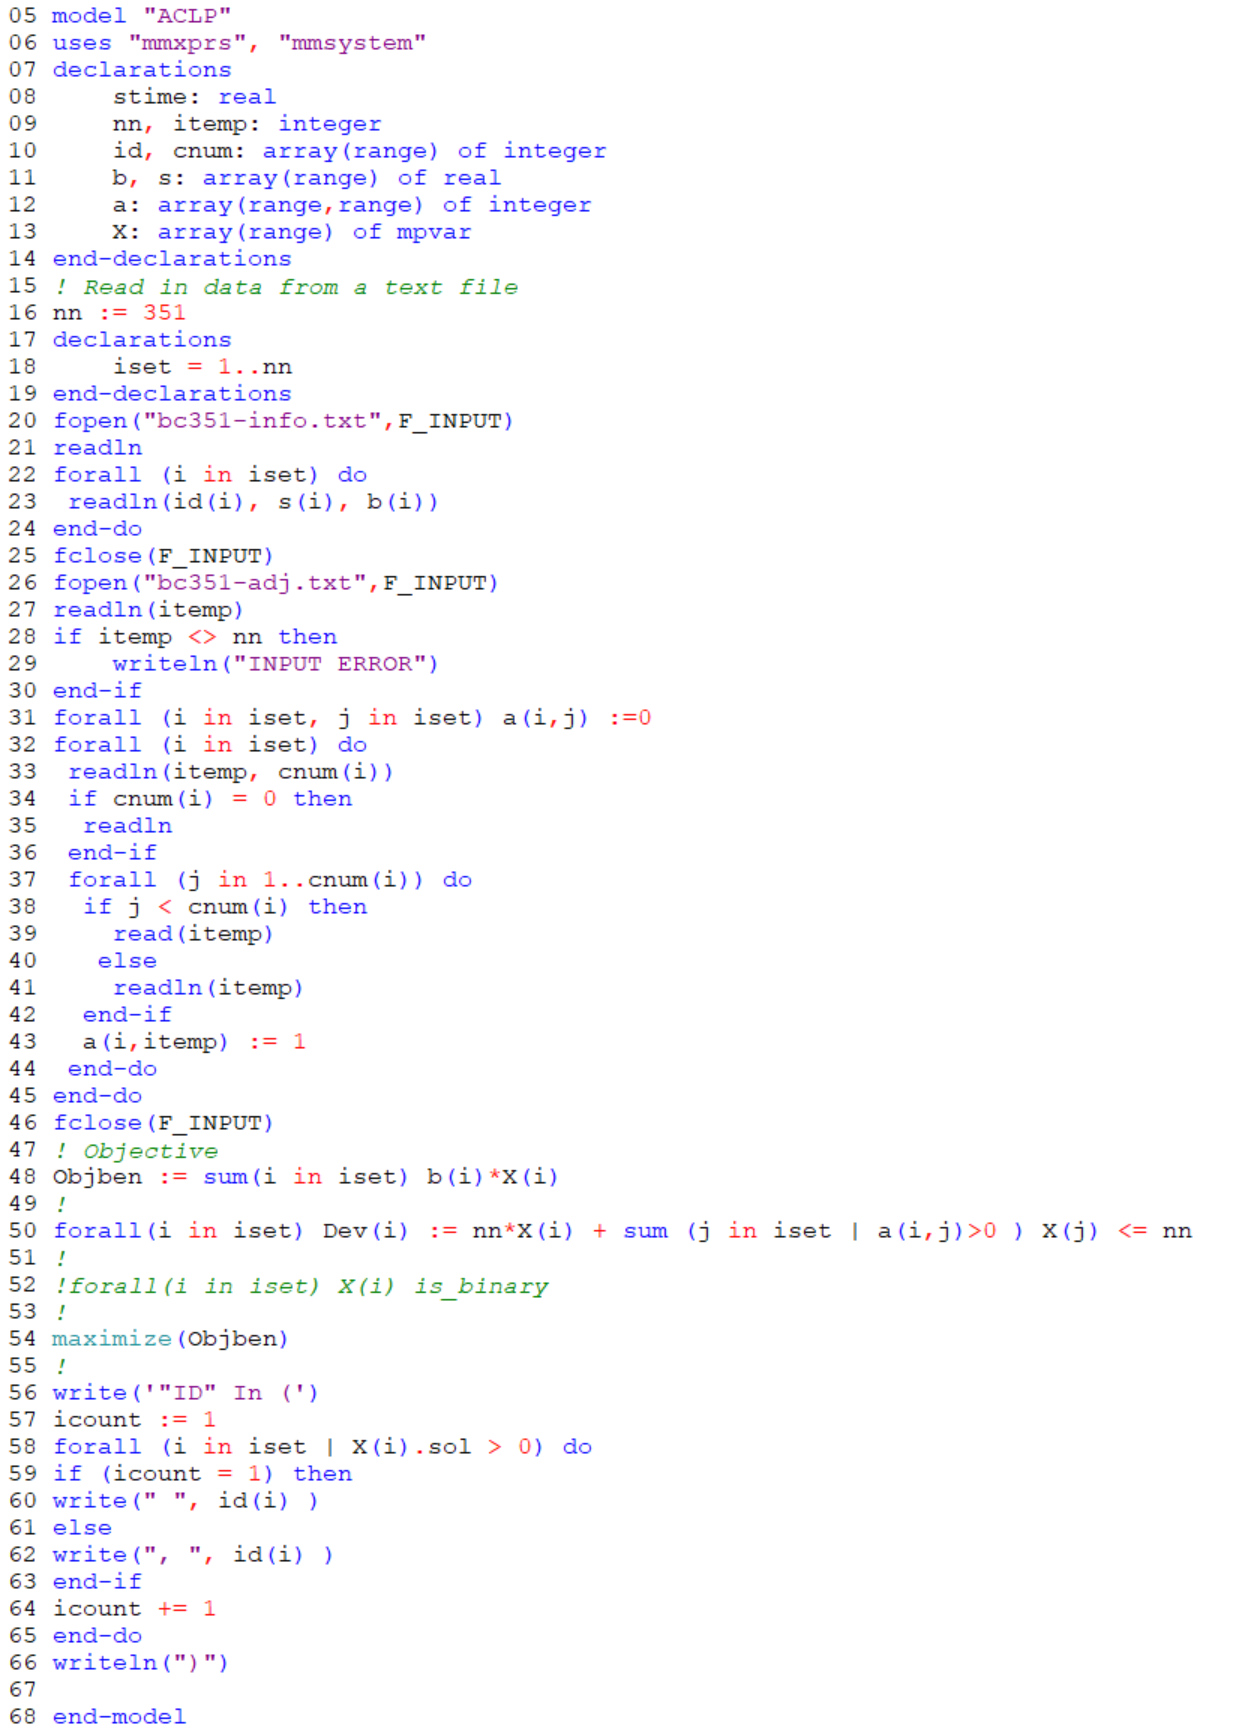 05 model "ACLP"
06 uses "mmxprs", "mmsystem"
07 declarations
08     stime: real
09     nn, itemp: integer
10     id, cnum: array(range) of integer
11     b, s: array(range) of real
12     a: array(range,range) of integer
13     X: array(range) of mpvar
14 end-declarations
15 ! Read in data from a text file
16 nn := 351
17 declarations
18     iset = 1..nn
19 end-declarations
20 fopen("bc351-info.txt",F_INPUT)
21 readln
22 forall (i in iset) do
23  readln(id(i), s(i), b(i))
24 end-do
25 fclose(F_INPUT)
26 fopen("bc351-adj.txt",F_INPUT)
27 readln(itemp)
28 if itemp <> nn then
29     writeln("INPUT ERROR")
30 end-if
31 forall (i in iset, j in iset) a(i,j) :=0
32 forall (i in iset) do
33  readln(itemp, cnum(i))
34  if cnum(i) = 0 then
35   readln
36  end-if
37  forall (j in 1..cnum(i)) do
38   if j < cnum(i) then
39     read(itemp)
40    else
41     readln(itemp)
42   end-if
43   a(i,itemp) := 1
44  end-do
45 end-do
46 fclose(F_INPUT)
47 ! Objective
48 Objben := sum(i in iset) b(i)*X(i)
49 !
50 forall(i in iset) Dev(i) := nn*X(i) + sum (j in iset | a(i,j)>0 ) X(j) <= nn
51 !
52 !forall(i in iset) X(i) is_binary
53 !
54 maximize(Objben)
55 !
56 write('"ID" In (')
57 icount := 1
58 forall (i in iset | X(i).sol > 0) do
59 if (icount = 1) then
60 write(" ", id(i) )
61 else
62 write(", ", id(i) )
63 end-if
64 icount += 1
65 end-do
66 writeln(")")
67
68 end-model